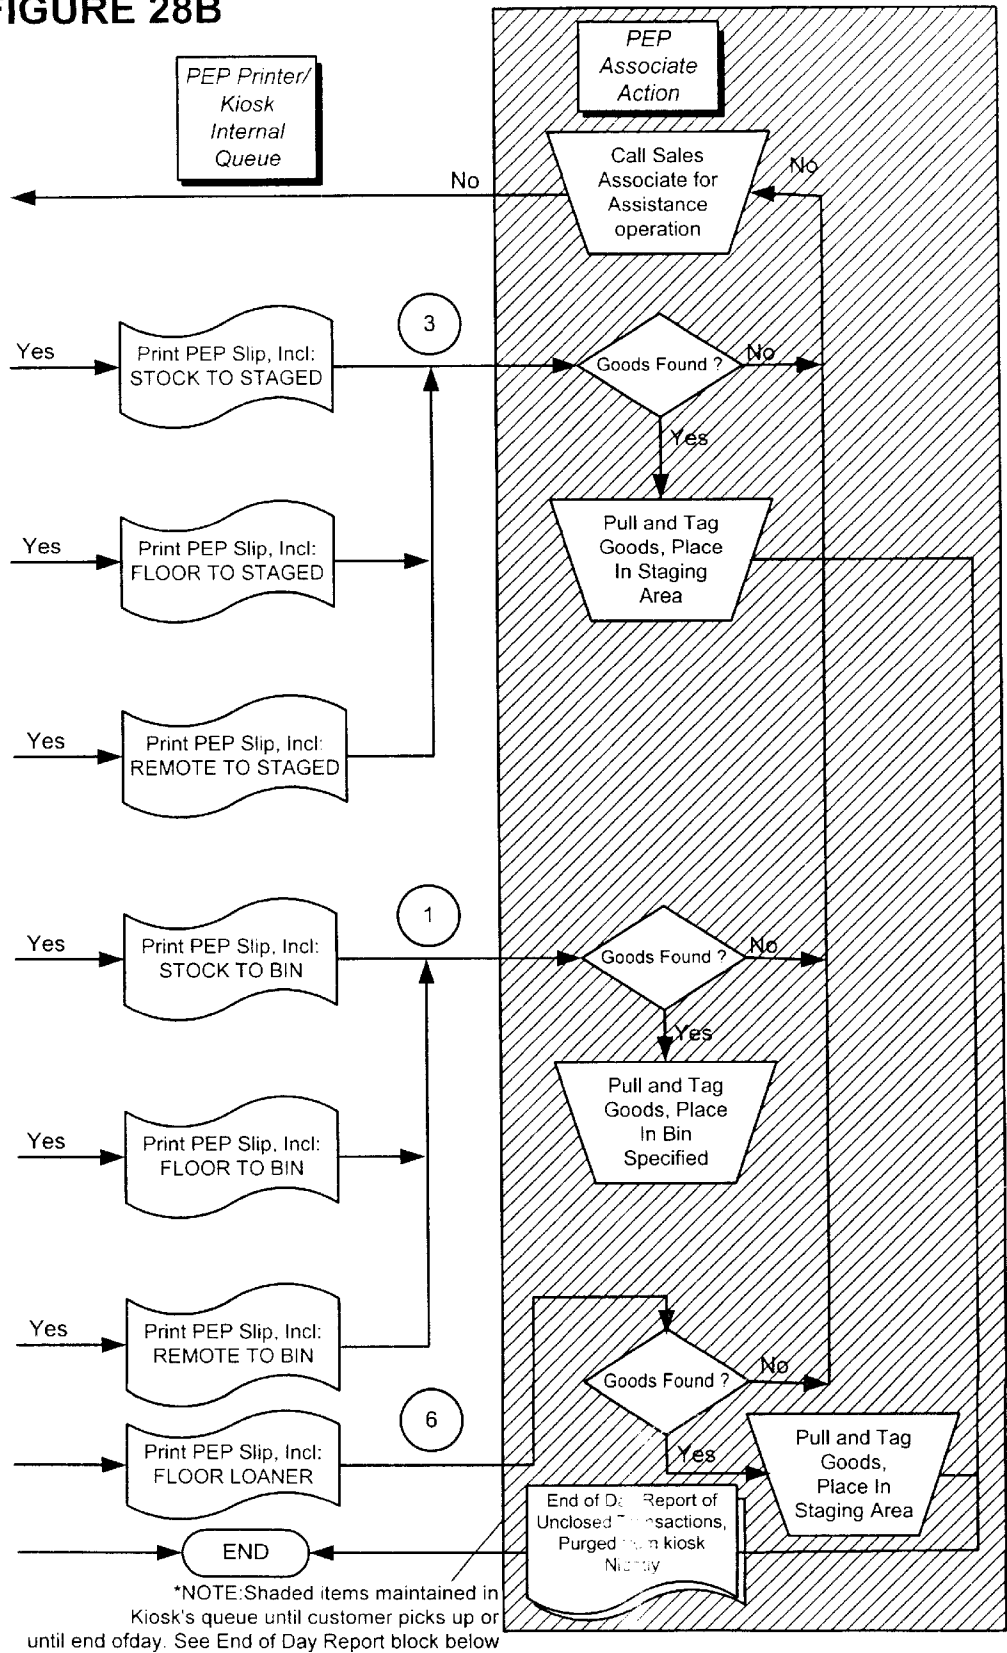 FIGURE 28B
PEP Printer/
Kiosk
Internal
Queue
PEP
Associate
Action
Call Sales
Associate for
Assistance
operation
No
No
3
Yes
Print PEP Slip, Incl:
STOCK TO STAGED
Goods Found ?
No
Yes
Yes
Print PEP Slip, Incl:
FLOOR TO STAGED
Pull and Tag
Goods, Place
In Staging
Area
Yes
Print PEP Slip, Incl:
REMOTE TO STAGED
1
Yes
Print PEP Slip, Incl:
STOCK TO BIN
Goods Found ?
No
Yes
Pull and Tag
Goods, Place
In Bin
Specified
Yes
Print PEP Slip, Incl:
FLOOR TO BIN
Yes
Print PEP Slip, Incl:
REMOTE TO BIN
Goods Found ?
No
6
Print PEP Slip, Incl:
FLOOR LOANER
Yes
Pull and Tag
Goods,
Place In
Staging Area
End of Report of
Unclosed
Purged kiosk
END
*NOTE:Shaded items maintained in
Kiosk's queue until customer picks up or
until end ofday. See End of Day Report block below